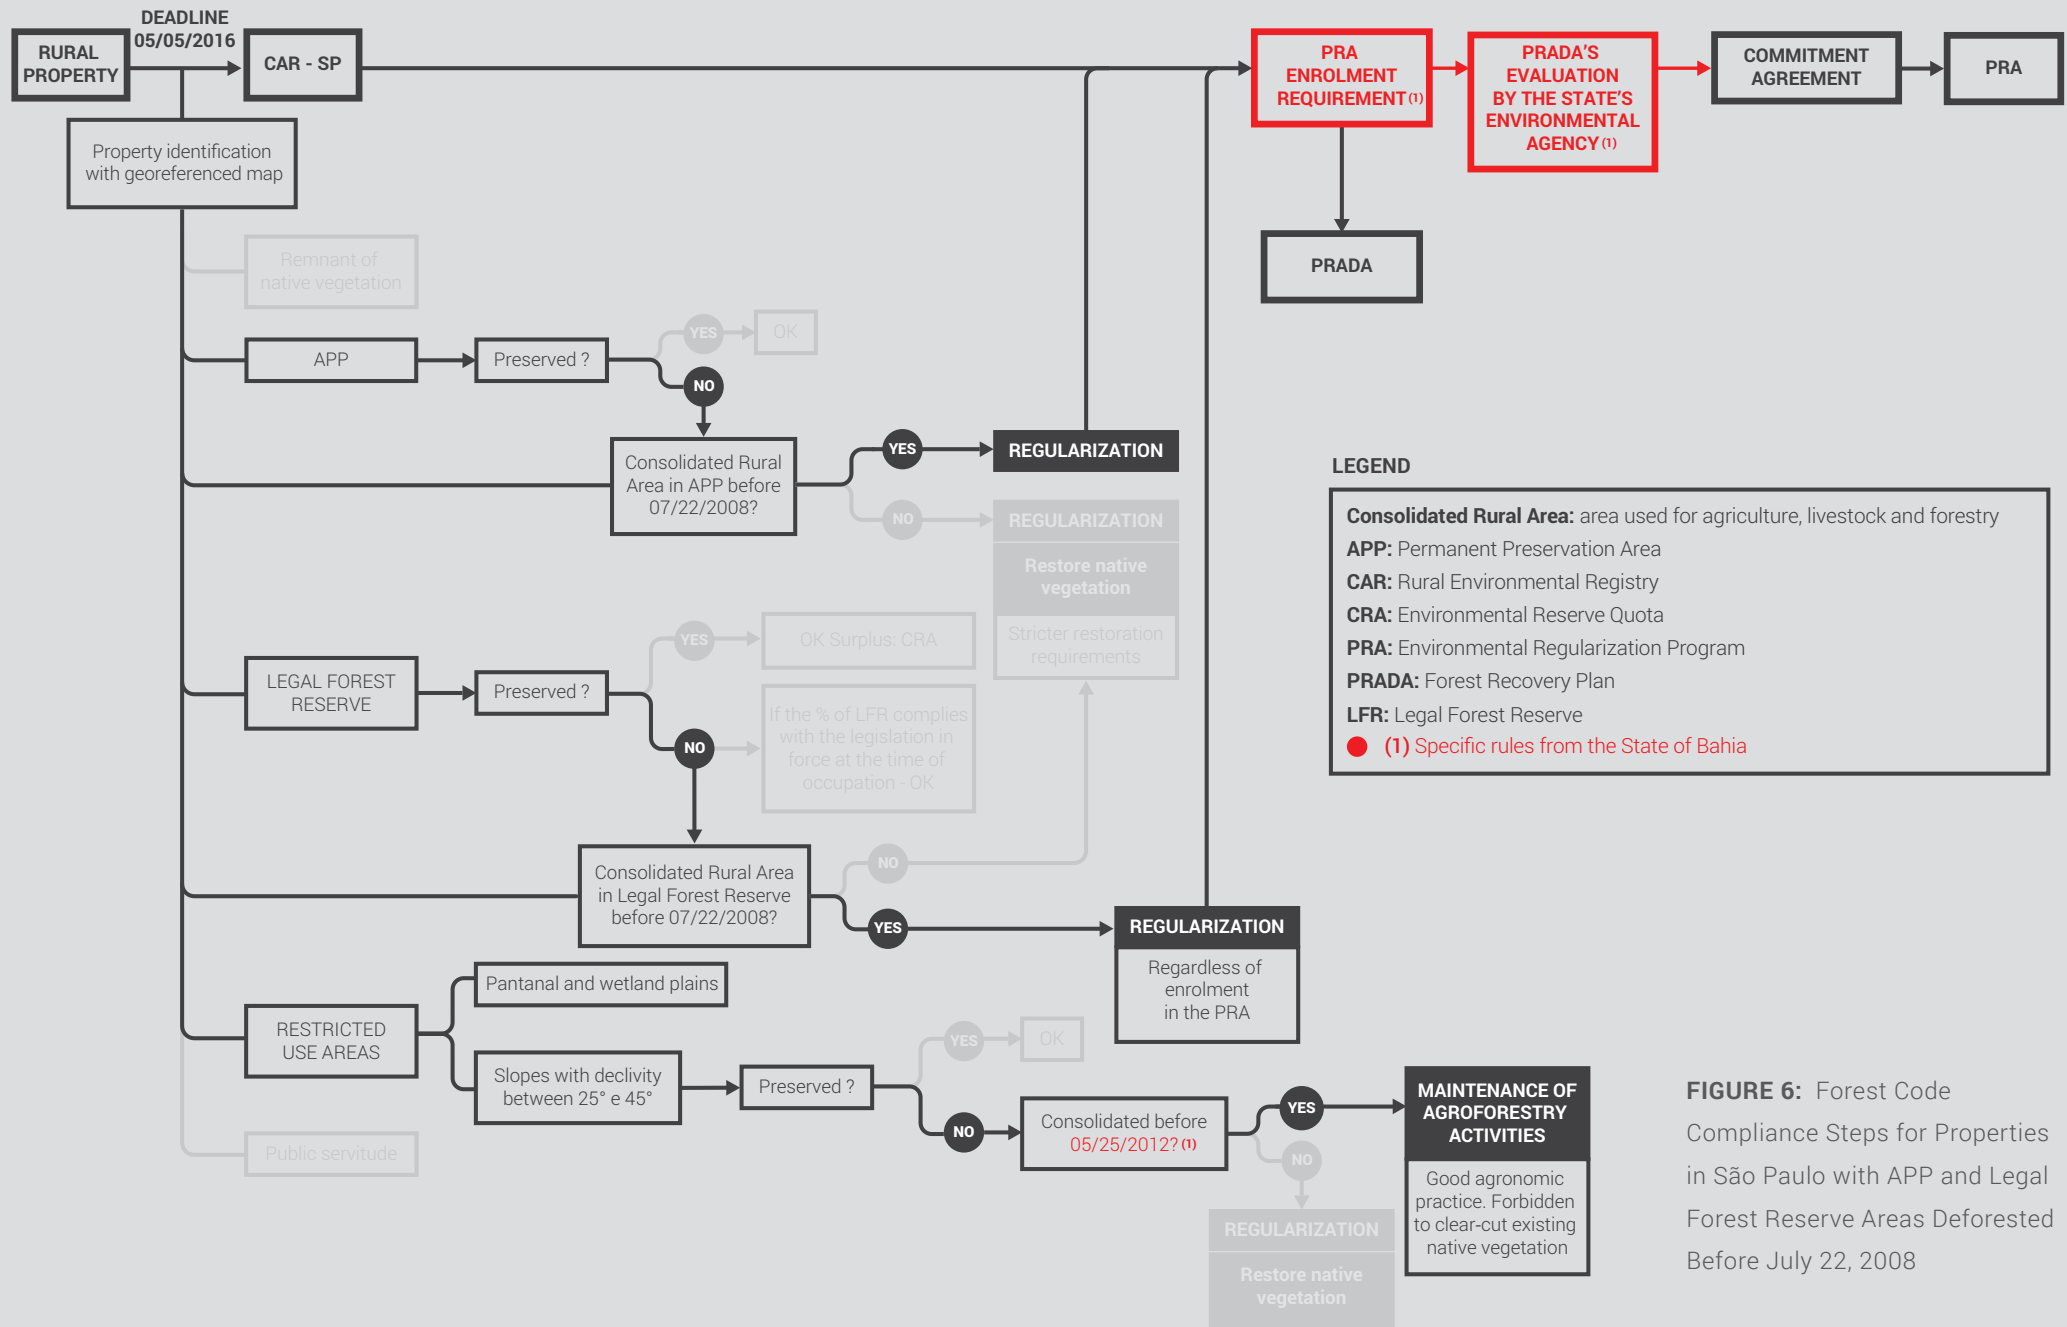 DEADLINE
05/05/2016
RURAL
PROPERTY
CAR - SP
PRA
ENROLMENT
REQUIREMENT (1)
PRADA'S
EVALUATION
BY THE STATE'S
ENVIRONMENTAL
AGENCY (1)
COMMITMENT
AGREEMENT
PRA
Property identification
with georeferenced map
PRADA
Remnant of
native vegetation
APP
Preserved ?
YES
OK
NO
Consolidated Rural
Area in APP before
07/22/2008?
YES
REGULARIZATION
NO
REGULARIZATION
Restore native
vegetation
Stricter restoration
requirements
LEGAL FOREST
RESERVE
Preserved ?
YES
OK Surplus: CRA
NO
If the % of LFR complies
with the legislation in
force at the time of
occupation - OK
Consolidated Rural Area
in Legal Forest Reserve
before 07/22/2008?
NO
YES
REGULARIZATION
Regardless of
enrolment
in the PRA
RESTRICTED
USE AREAS
Pantanal and wetland plains
Slopes with declivity
between 25° e 45°
Preserved ?
YES
OK
NO
Consolidated before
05/25/2012? (1)
YES
MAINTENANCE OF
AGROFORESTRY
ACTIVITIES
Good agronomic
practice. Forbidden
to clear-cut existing
native vegetation
NO
REGULARIZATION
Restore native
vegetation
Public servitude
LEGEND
Consolidated Rural Area: area used for agriculture, livestock and forestry
APP: Permanent Preservation Area
CAR: Rural Environmental Registry
CRA: Environmental Reserve Quota
PRA: Environmental Regularization Program
PRADA: Forest Recovery Plan
LFR: Legal Forest Reserve
(1) Specific rules from the State of Bahia
FIGURE 6: Forest Code
Compliance Steps for Properties
in São Paulo with APP and Legal
Forest Reserve Areas Deforested
Before July 22, 2008